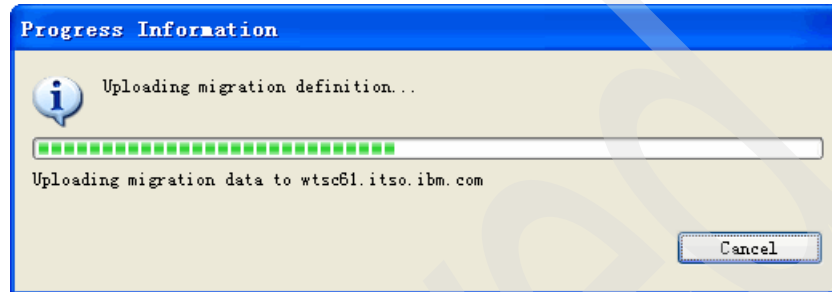 Progress Information
Uploading migration definition...
Uploading migration data to wtsc61.itso.ibm.com
Cancel